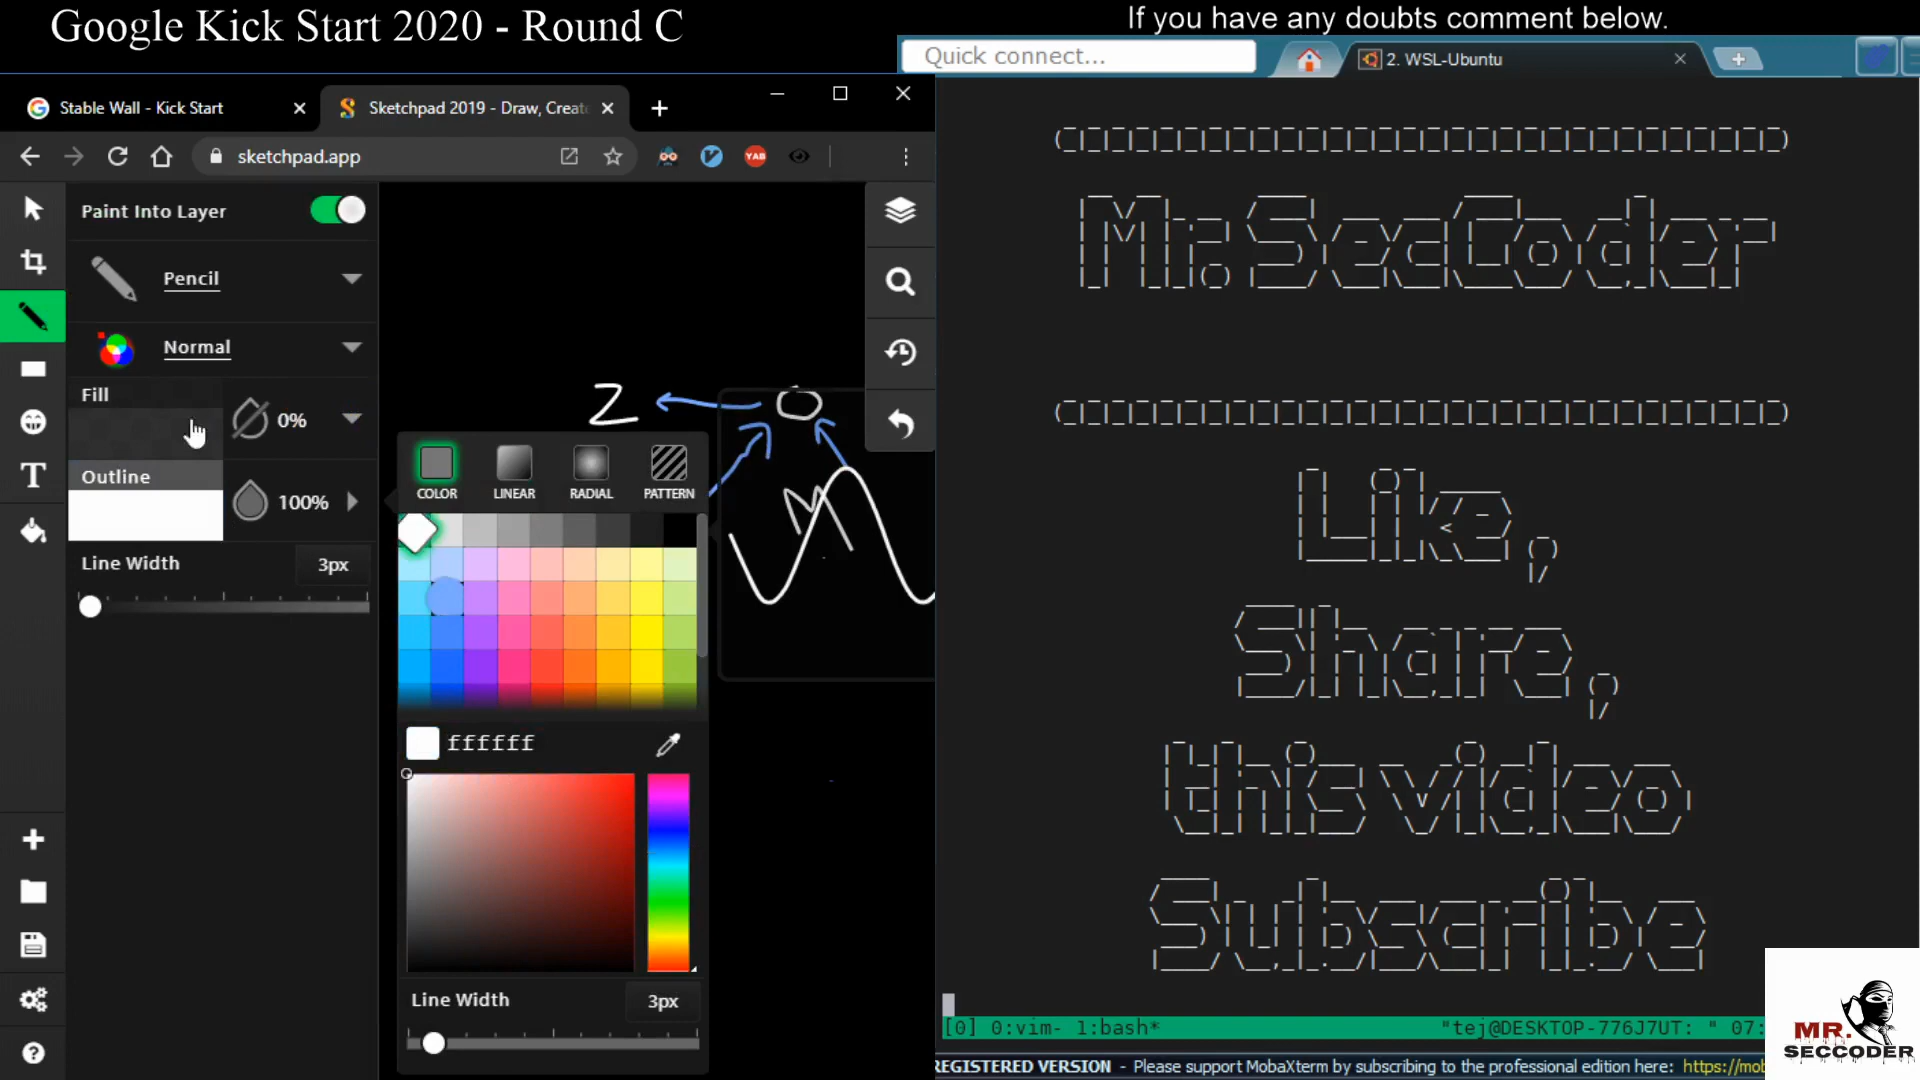 Google Kick Start 2020 - Round C
If you have any doubts comment below.
Quick connect...
2. WSL-Ubuntu
Stable Wall - Kick Start
Sketchpad 2019 - Draw, Create
sketchpad.app
Paint Into Layer
Pencil
Normal
Fill
0%
Outline
100%
Line Width
3px
Z
O
M
COLOR
LINEAR
RADIAL
PATTERN
ffffff
Line Width
3px
Mr. SecCoder
Like,
Share,
this video
Subscribe
[0] 0:vim- 1:bash*
"tej@DESKTOP-776J7UT: " 07:
REGISTERED VERSION - Please support MobaXterm by subscribing to the professional edition here: https://mob
MR.
SECCODER
YAB
T